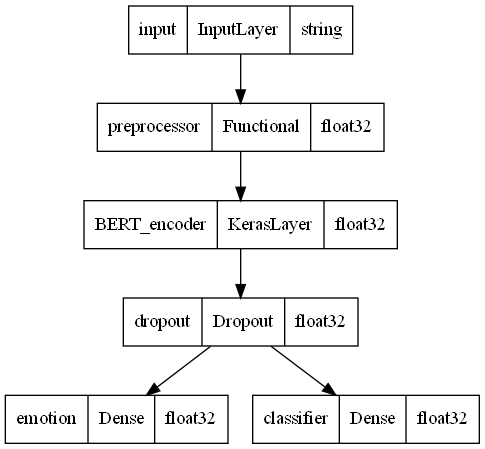 input InputLayer string
preprocessor Functional float32
BERT_encoder KerasLayer float32
dropout Dropout float32
emotion Dense float32 classifier Dense float32